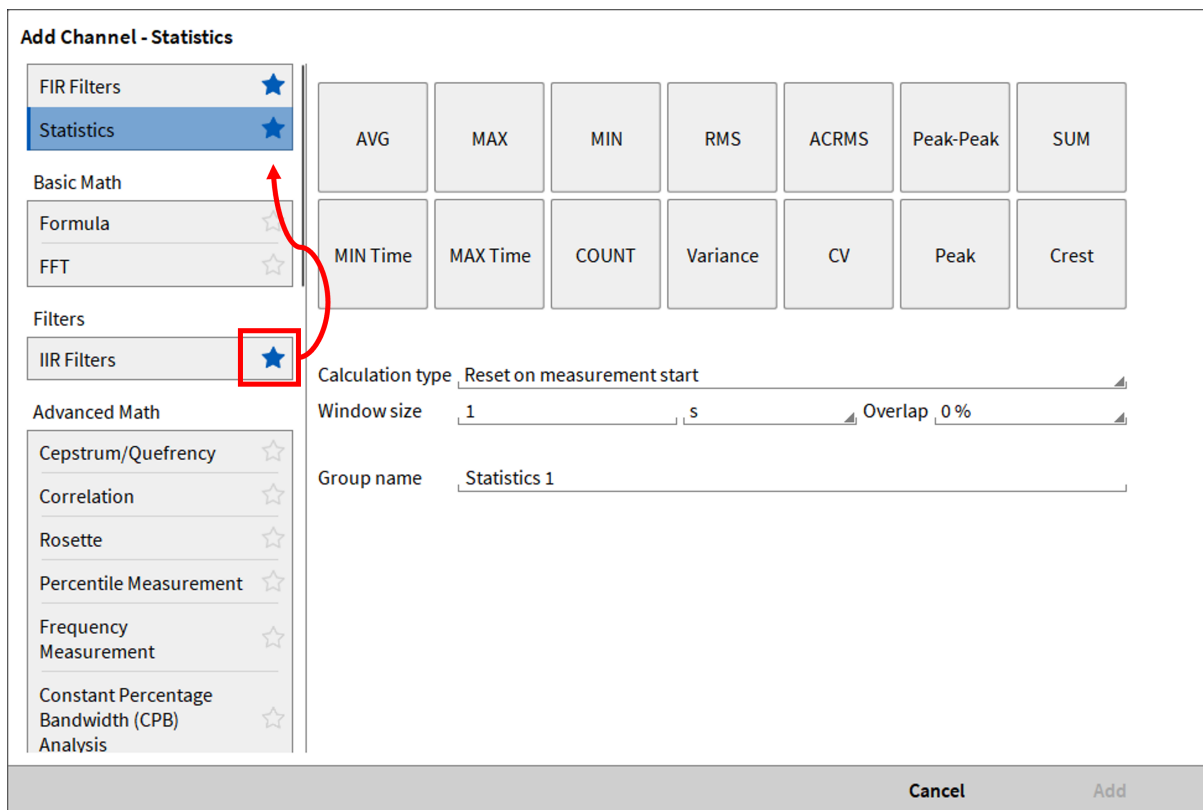 Add Channel - Statistics
FIR Filters
Statistics
Basic Math
Formula
FFT
Filters
IIR Filters
Advanced Math
Cepstrum/Quefrency
Correlation
Rosette
Percentile Measurement
Frequency
Measurement
Constant Percentage
Bandwidth (CPB)
Analysis
AVG MAX MIN RMS ACRMS Peak-Peak SUM
MIN Time MAX Time COUNT Variance CV Peak Crest
Calculation type Reset on measurement start
Window size 1 s Overlap 0 %
Group name Statistics 1
Cancel Add